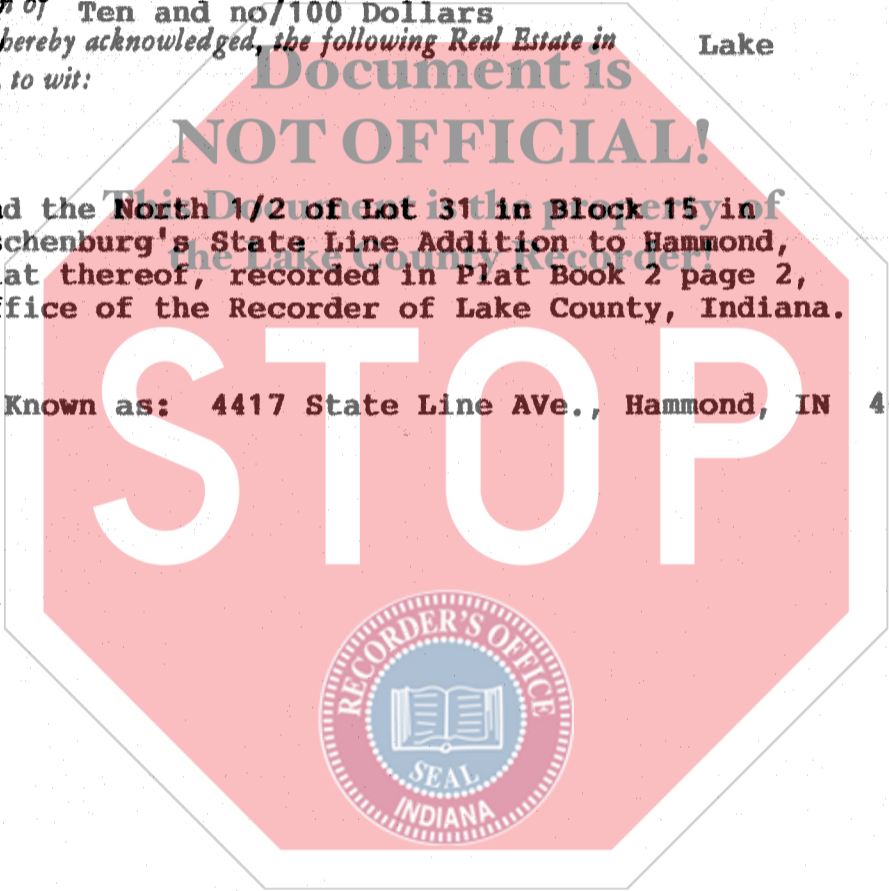 of Ten and no/100 Dollars
hereby acknowledged, the following Real Estate in Lake
, to wit:
Document is
NOT OFFICIAL!
This Document is the property of
the Lake County Recorder!
d the North 1/2 of Lot 31 in Block 15 in
schenburg's State Line Addition to Hammond,
at thereof, recorded in Plat Book 2 page 2,
ffice of the Recorder of Lake County, Indiana.
Known as: 4417 State Line AVe., Hammond, IN 4
STOP
RECORDER'S OFFICE
SEAL
INDIANA